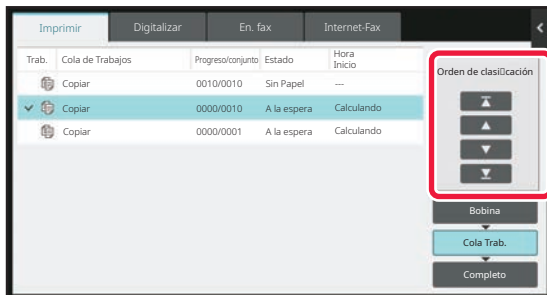 Imprimir Digitalizar En. fax Internet-Fax
Trab. Cola de Trabajos Progreso/conjunto Estado Hora Inicio
Copiar 0010/0010 Sin Papel ---
Copiar 0000/0010 A la espera Calculando
Copiar 0000/0001 A la espera Calculando
Orden de clasi▯cación
Bobina
Cola Trab.
Completo